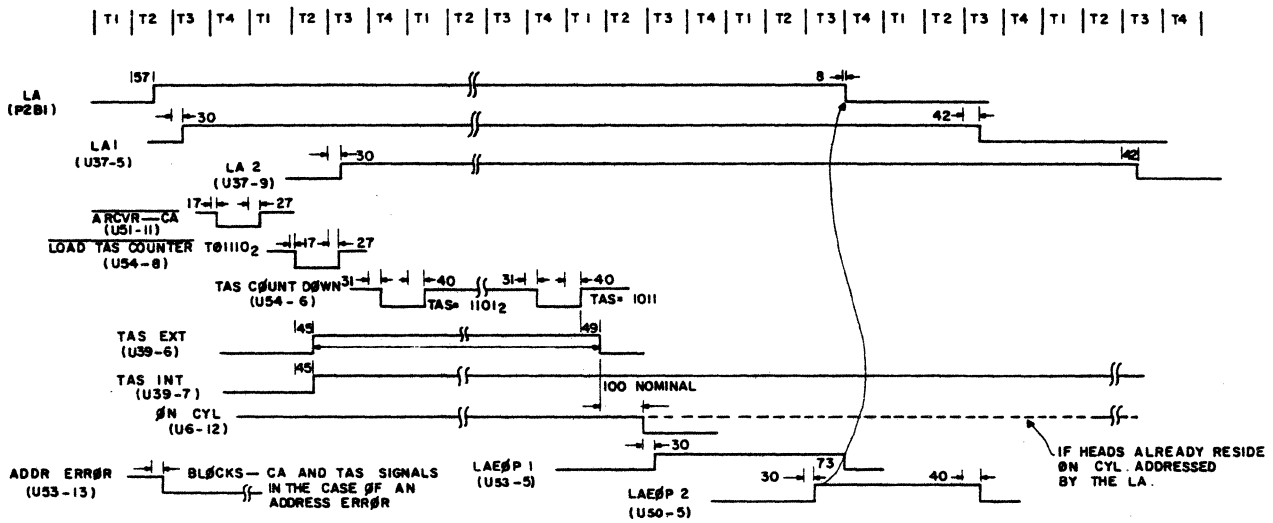 T1 T2 T3 T4 T1 T2 T3 T4 T1 T2 T3 T4 T1 T2 T3 T4 T1 T2 T3 T4 T1 T2 T3 T4 T1 T2 T3 T4
57
8
LA
(P2B1)
30
42
LA1
(U37-5)
30
42
LA 2
(U37-9)
17 27
ARCVR—CA
(U51-11)
LOAD TAS COUNTER TØ1110₂ 17 27
(U54-8)
TAS CØUNT DØWN 31 40 31 40
(U54-6)
TAS= 1101₂
TAS= 1011
45 49
TAS EXT
(U39-6)
45
TAS INT
(U39-7)
100 NOMINAL
ØN CYL
(U6-12)
30
IF HEADS ALREADY RESIDE
ØN CYL. ADDRESSED
BY THE LA.
LAEØP 1
(U53-5)
73
ADDR ERRØR
(U53-13)
BLØCKS— CA AND TAS SIGNALS
IN THE CASE ØF AN
ADDRESS ERRØR
30
40
LAEØP 2
(U50-5)